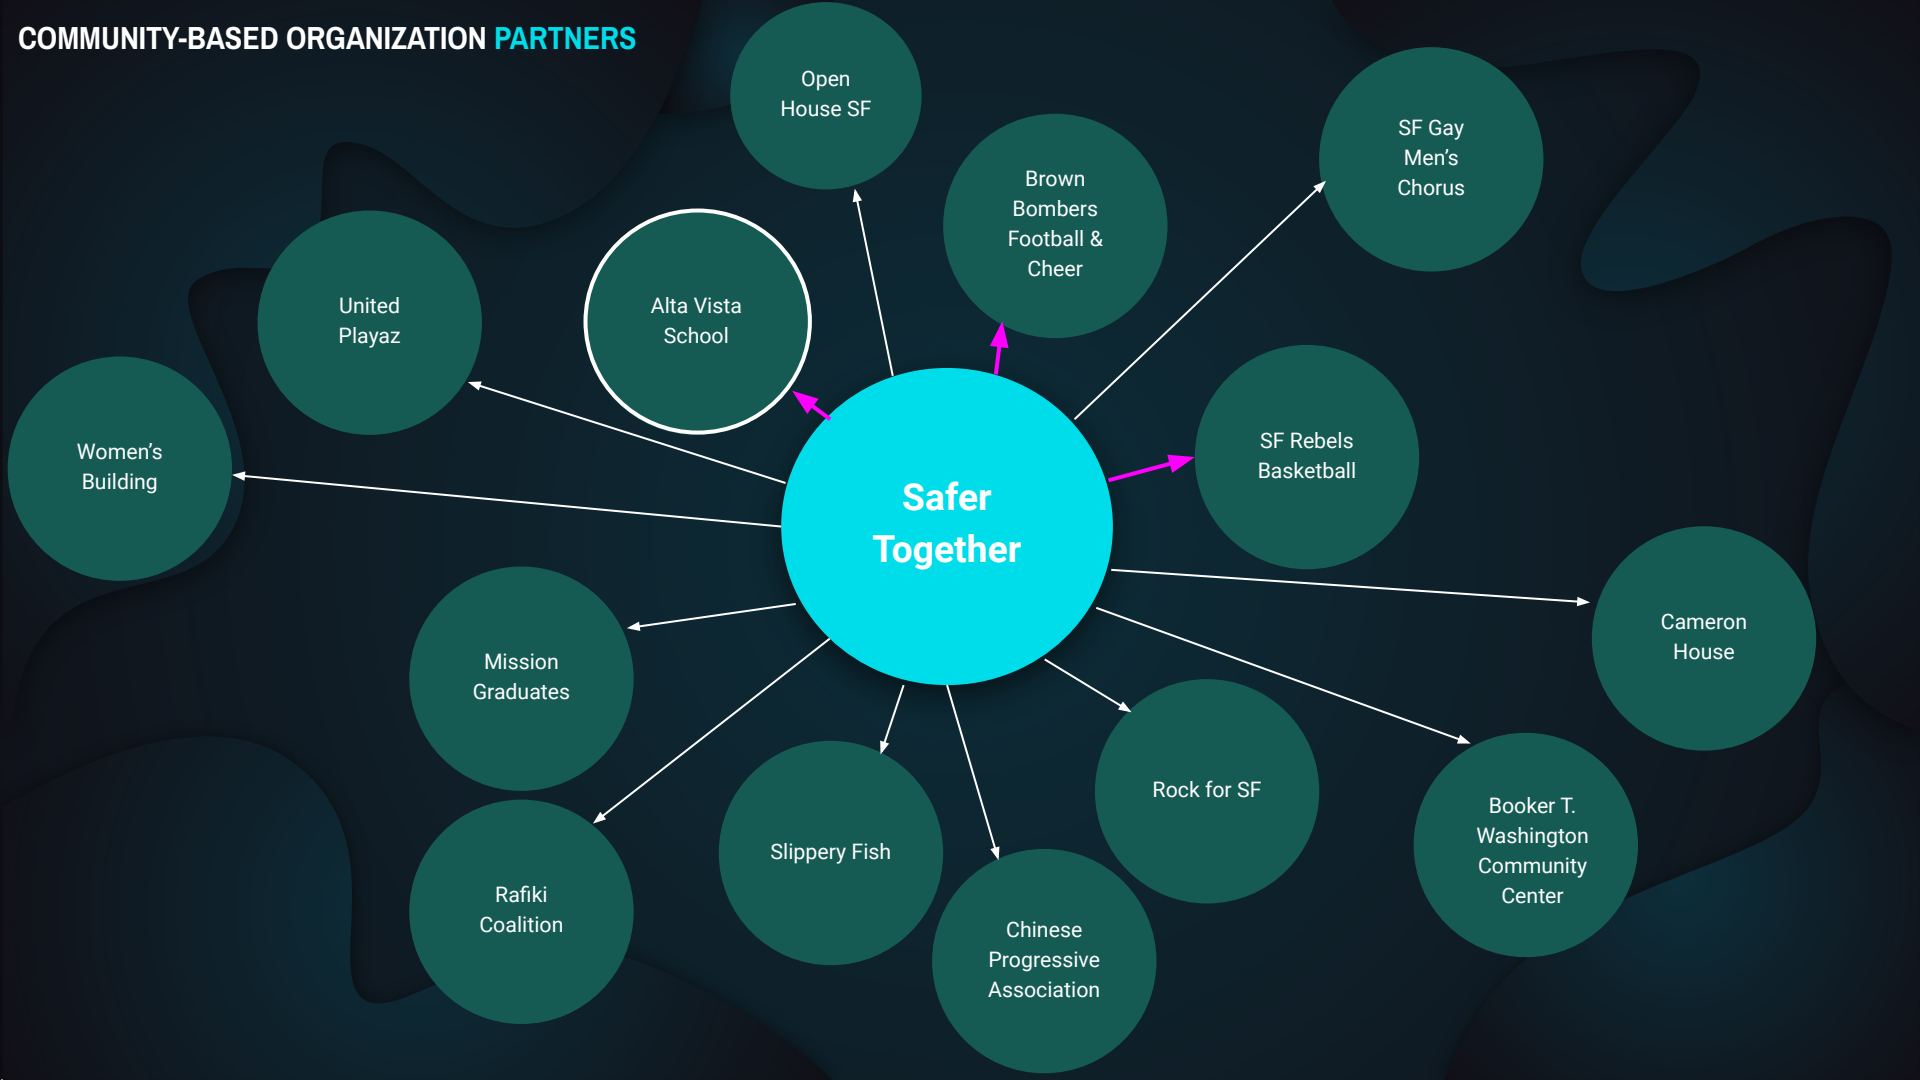 COMMUNITY-BASED ORGANIZATION PARTNERS
Open
House SF
Brown
Bombers
Football &
Cheer
SF Gay
Men’s
Chorus
United
Playaz
Alta Vista
School
Women’s
Building
SF Rebels
Basketball
Safer
Together
Cameron
House
Mission
Graduates
Rock for SF
Booker T.
Washington
Community
Center
Slippery Fish
Rafiki
Coalition
Chinese
Progressive
Association